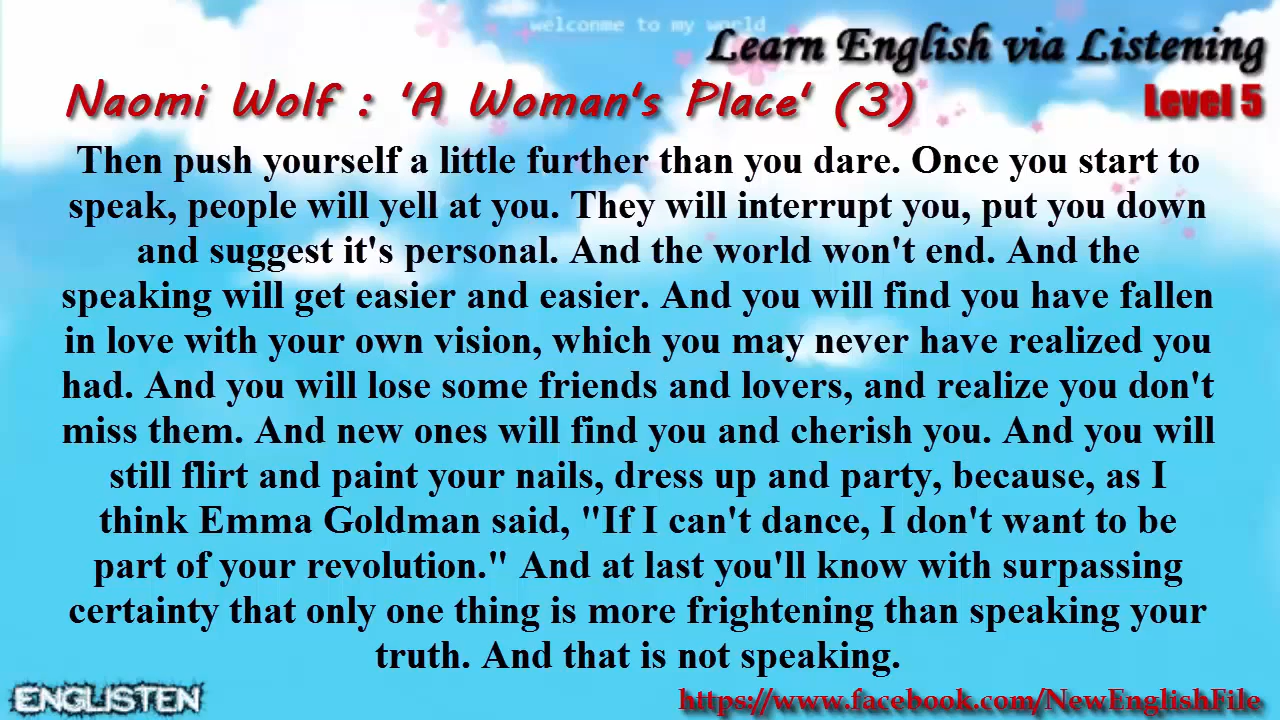 welconme to my world
Learn English via Listening
Naomi Wolf : 'A Woman's Place' (3)
Level 5
Then push yourself a little further than you dare. Once you start to
speak, people will yell at you. They will interrupt you, put you down
and suggest it's personal. And the world won't end. And the
speaking will get easier and easier. And you will find you have fallen
in love with your own vision, which you may never have realized you
had. And you will lose some friends and lovers, and realize you don't
miss them. And new ones will find you and cherish you. And you will
still flirt and paint your nails, dress up and party, because, as I
think Emma Goldman said, "If I can't dance, I don't want to be
part of your revolution." And at last you'll know with surpassing
certainty that only one thing is more frightening than speaking your
truth. And that is not speaking.
ENGLISTEN
https://www.facebook.com/NewEnglishFile